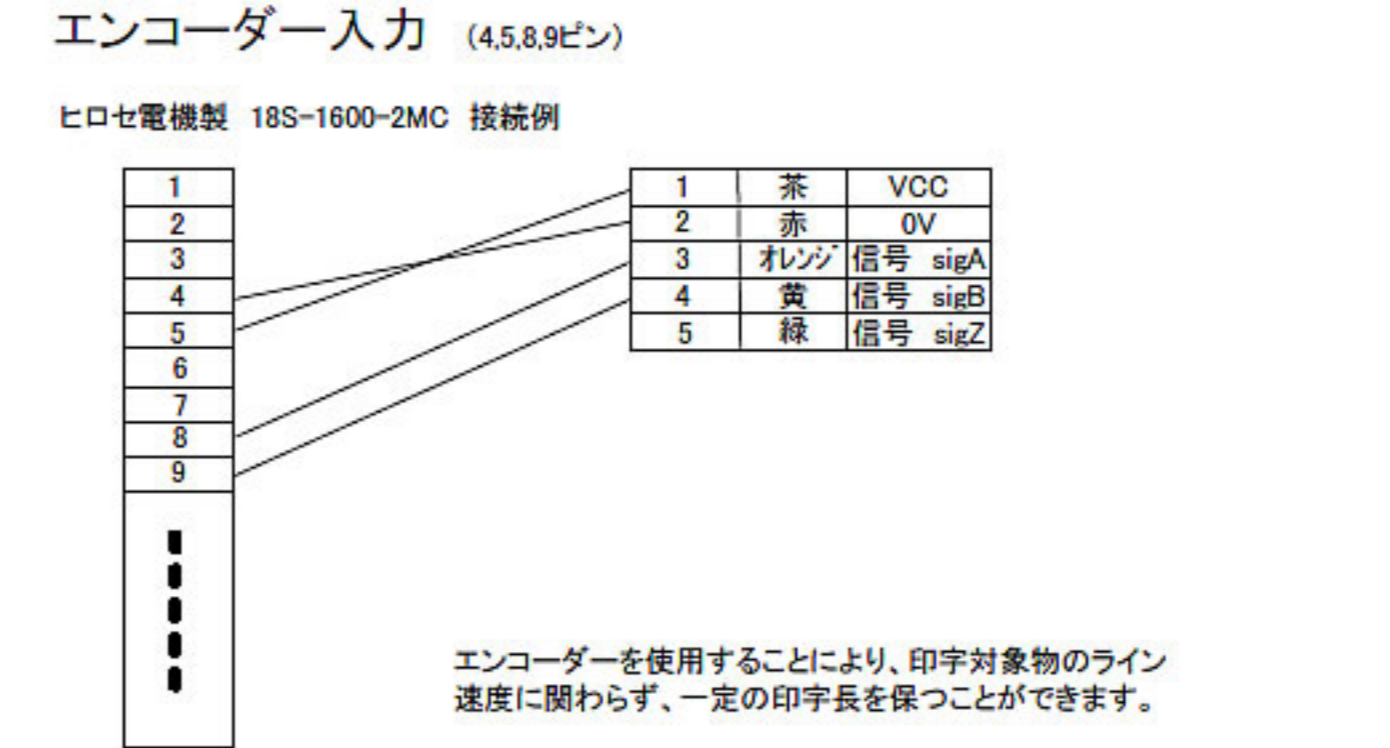 エンコーダー入力 (4,5,8,9ピン)
ヒロセ電機製 18S-1600-2MC 接続例
1
2
3
4
5
6
7
8
9
1 茶 VCC
2 赤 0V
3 オレンジ 信号 sigA
4 黄 信号 sigB
5 緑 信号 sigZ
エンコーダーを使用することにより、印字対象物のライン
速度に関わらず、一定の印字長を保つことができます。